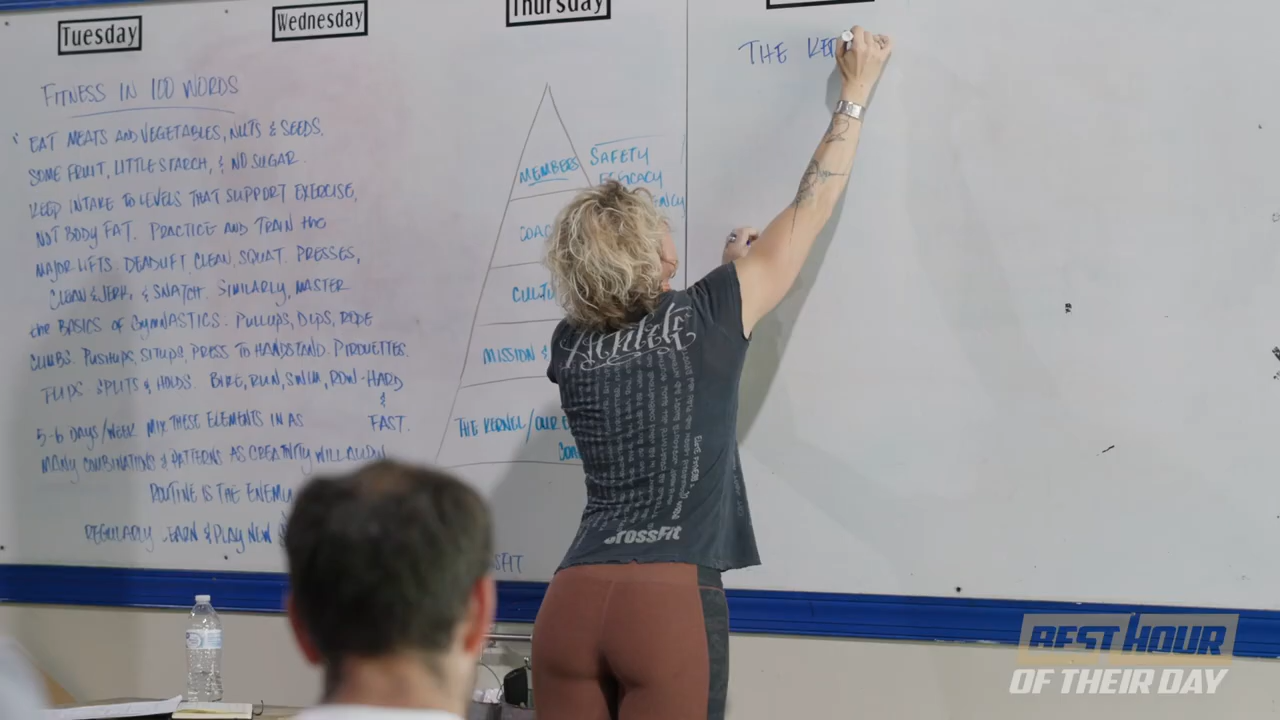 Tuesday
Wednesday
Thursday
FITNESS IN 100 WORDS
"EAT MEATS AND VEGETABLES, NUTS & SEEDS,
SOME FRUIT, LITTLE STARCH, & NO SUGAR.
KEEP INTAKE TO LEVELS THAT SUPPORT EXERCISE,
NOT BODY FAT. PRACTICE AND TRAIN the
MAJOR LIFTS: DEADLIFT, CLEAN, SQUAT, PRESSES,
CLEAN & JERK, & SNATCH. SIMILARLY, MASTER
the BASICS OF GYMNASTICS: PULLUPS, DIPS, ROPE
CLIMBS, PUSHUPS, SITUPS, PRESS TO HANDSTAND, PIROUETTES,
FLIPS SPLITS & HOLDS. BIKE, RUN, SWIM, ROW-HARD
& FAST.
5-6 DAYS/WEEK MIX THESE ELEMENTS IN AS
MANY COMBINATIONS & PATTERNS AS CREATIVITY WILL ALLOW
ROUTINE IS THE ENEMY
REGULARLY LEARN & PLAY NEW
MEMBERS
SAFETY
EFFICACY
ENCY
COAC
CULTU
MISSION &
THE KERNEL/OUR
SFIT
THE KER
Athlete
CrossFit
BEST HOUR
OF THEIR DAY